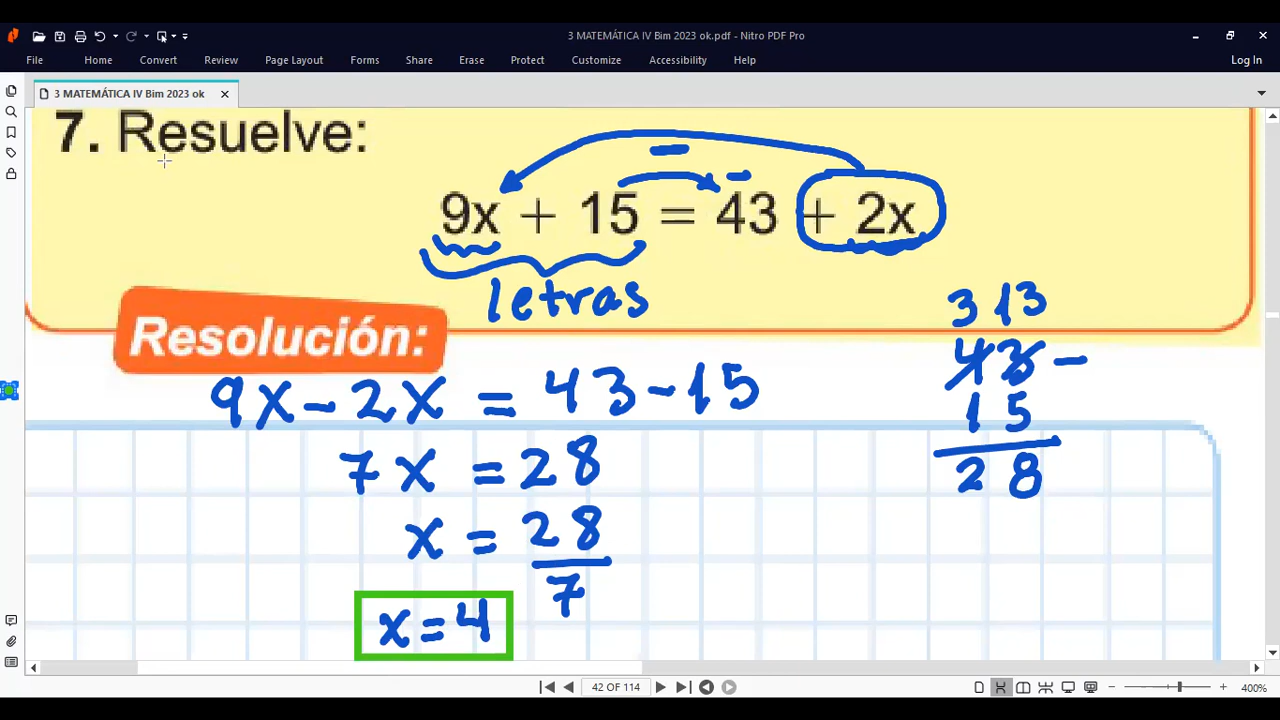 3 MATEMÁTICA IV Bim 2023 ok.pdf - Nitro PDF Pro
File Home Convert Review Page Layout Forms Share Erase Protect Customize Accessibility Help Log In
3 MATEMÁTICA IV Bim 2023 ok
7. Resuelve:
9x + 15 = 43 + 2x
letras
Resolución:
9x - 2x = 43 - 15
7x = 28
x = 28
7
x = 4
3 13
43 -
15
28
42 OF 114
400%